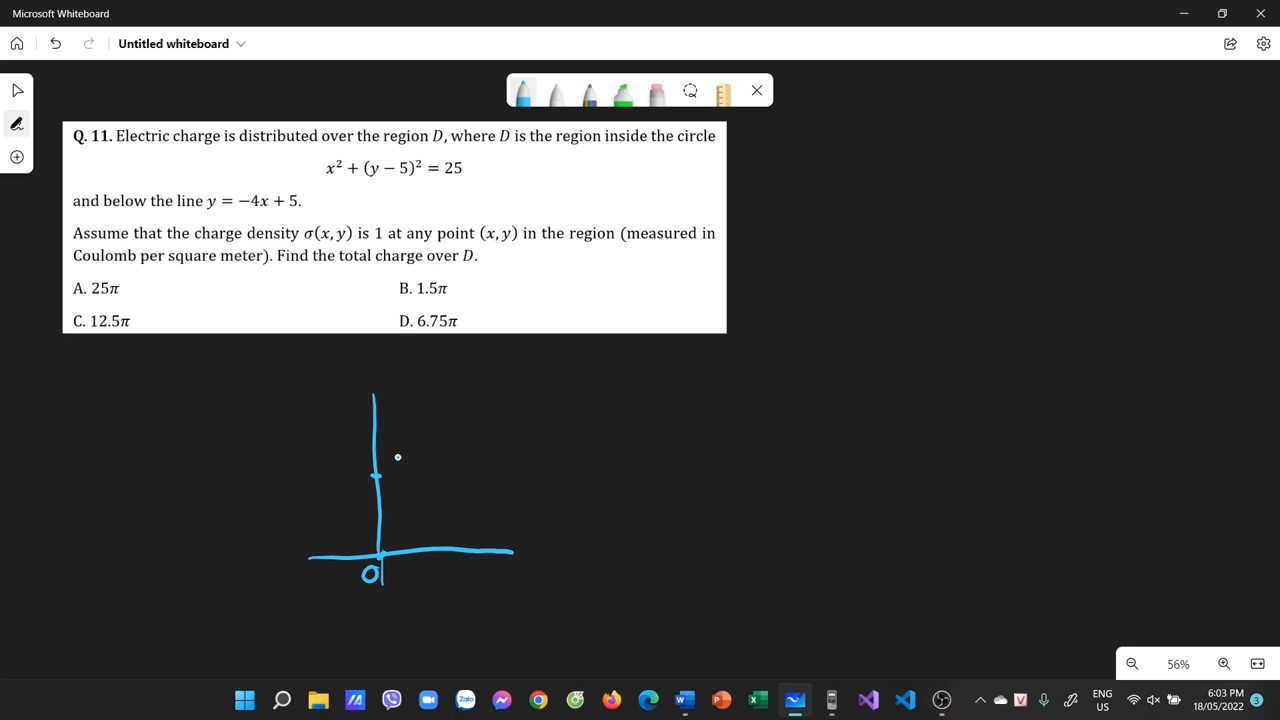 Microsoft Whiteboard
Untitled whiteboard
Q. 11. Electric charge is distributed over the region D, where D is the region inside the circle
x² + (y − 5)² = 25
and below the line y = −4x + 5.
Assume that the charge density σ(x, y) is 1 at any point (x, y) in the region (measured in
Coulomb per square meter). Find the total charge over D.
A. 25π B. 1.5π
C. 12.5π D. 6.75π
O
56%
Zalo
ENG
US
6:03 PM
18/05/2022
3